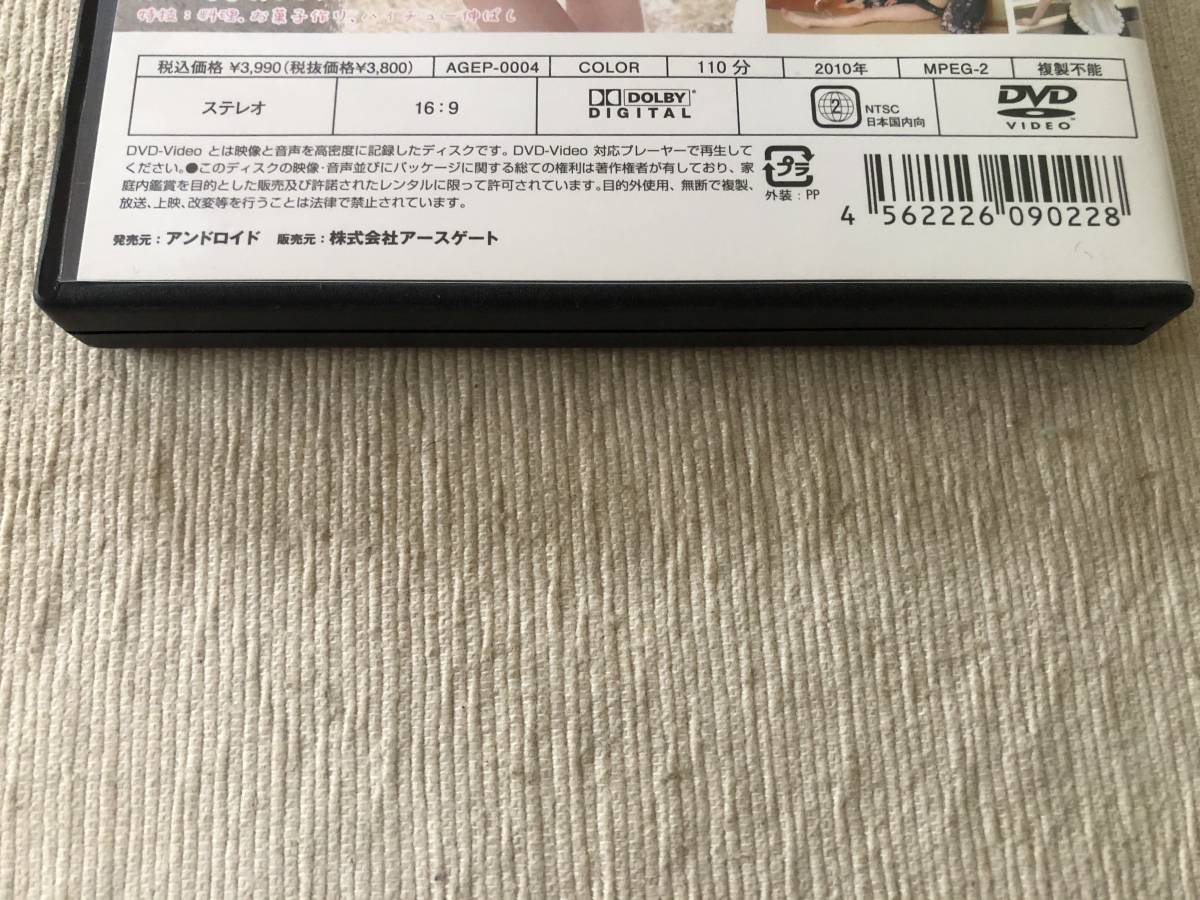 特技：料理、お菓子作り、ハイチュー伸ばし
税込価格 ¥3,990(税抜価格¥3,800) AGEP-0004 COLOR 110分 2010年 MPEG-2 複製不能
ステレオ 16：9 DOLBY DIGITAL 2 NTSC 日本国内向 DVD VIDEO™
DVD-Video とは映像と音声を高密度に記録したディスクです。DVD-Video 対応プレーヤーで再生して
ください。●このディスクの映像・音声並びにパッケージに関する総ての権利は著作権者が有しており、家
庭内鑑賞を目的とした販売及び許諾されたレンタルに限って許可されています。目的外使用、無断で複製、
放送、上映、改変等を行うことは法律で禁止されています。
プラ
外装：PP
4 562226 090228
発売元：アンドロイド 販売元：株式会社アースゲート